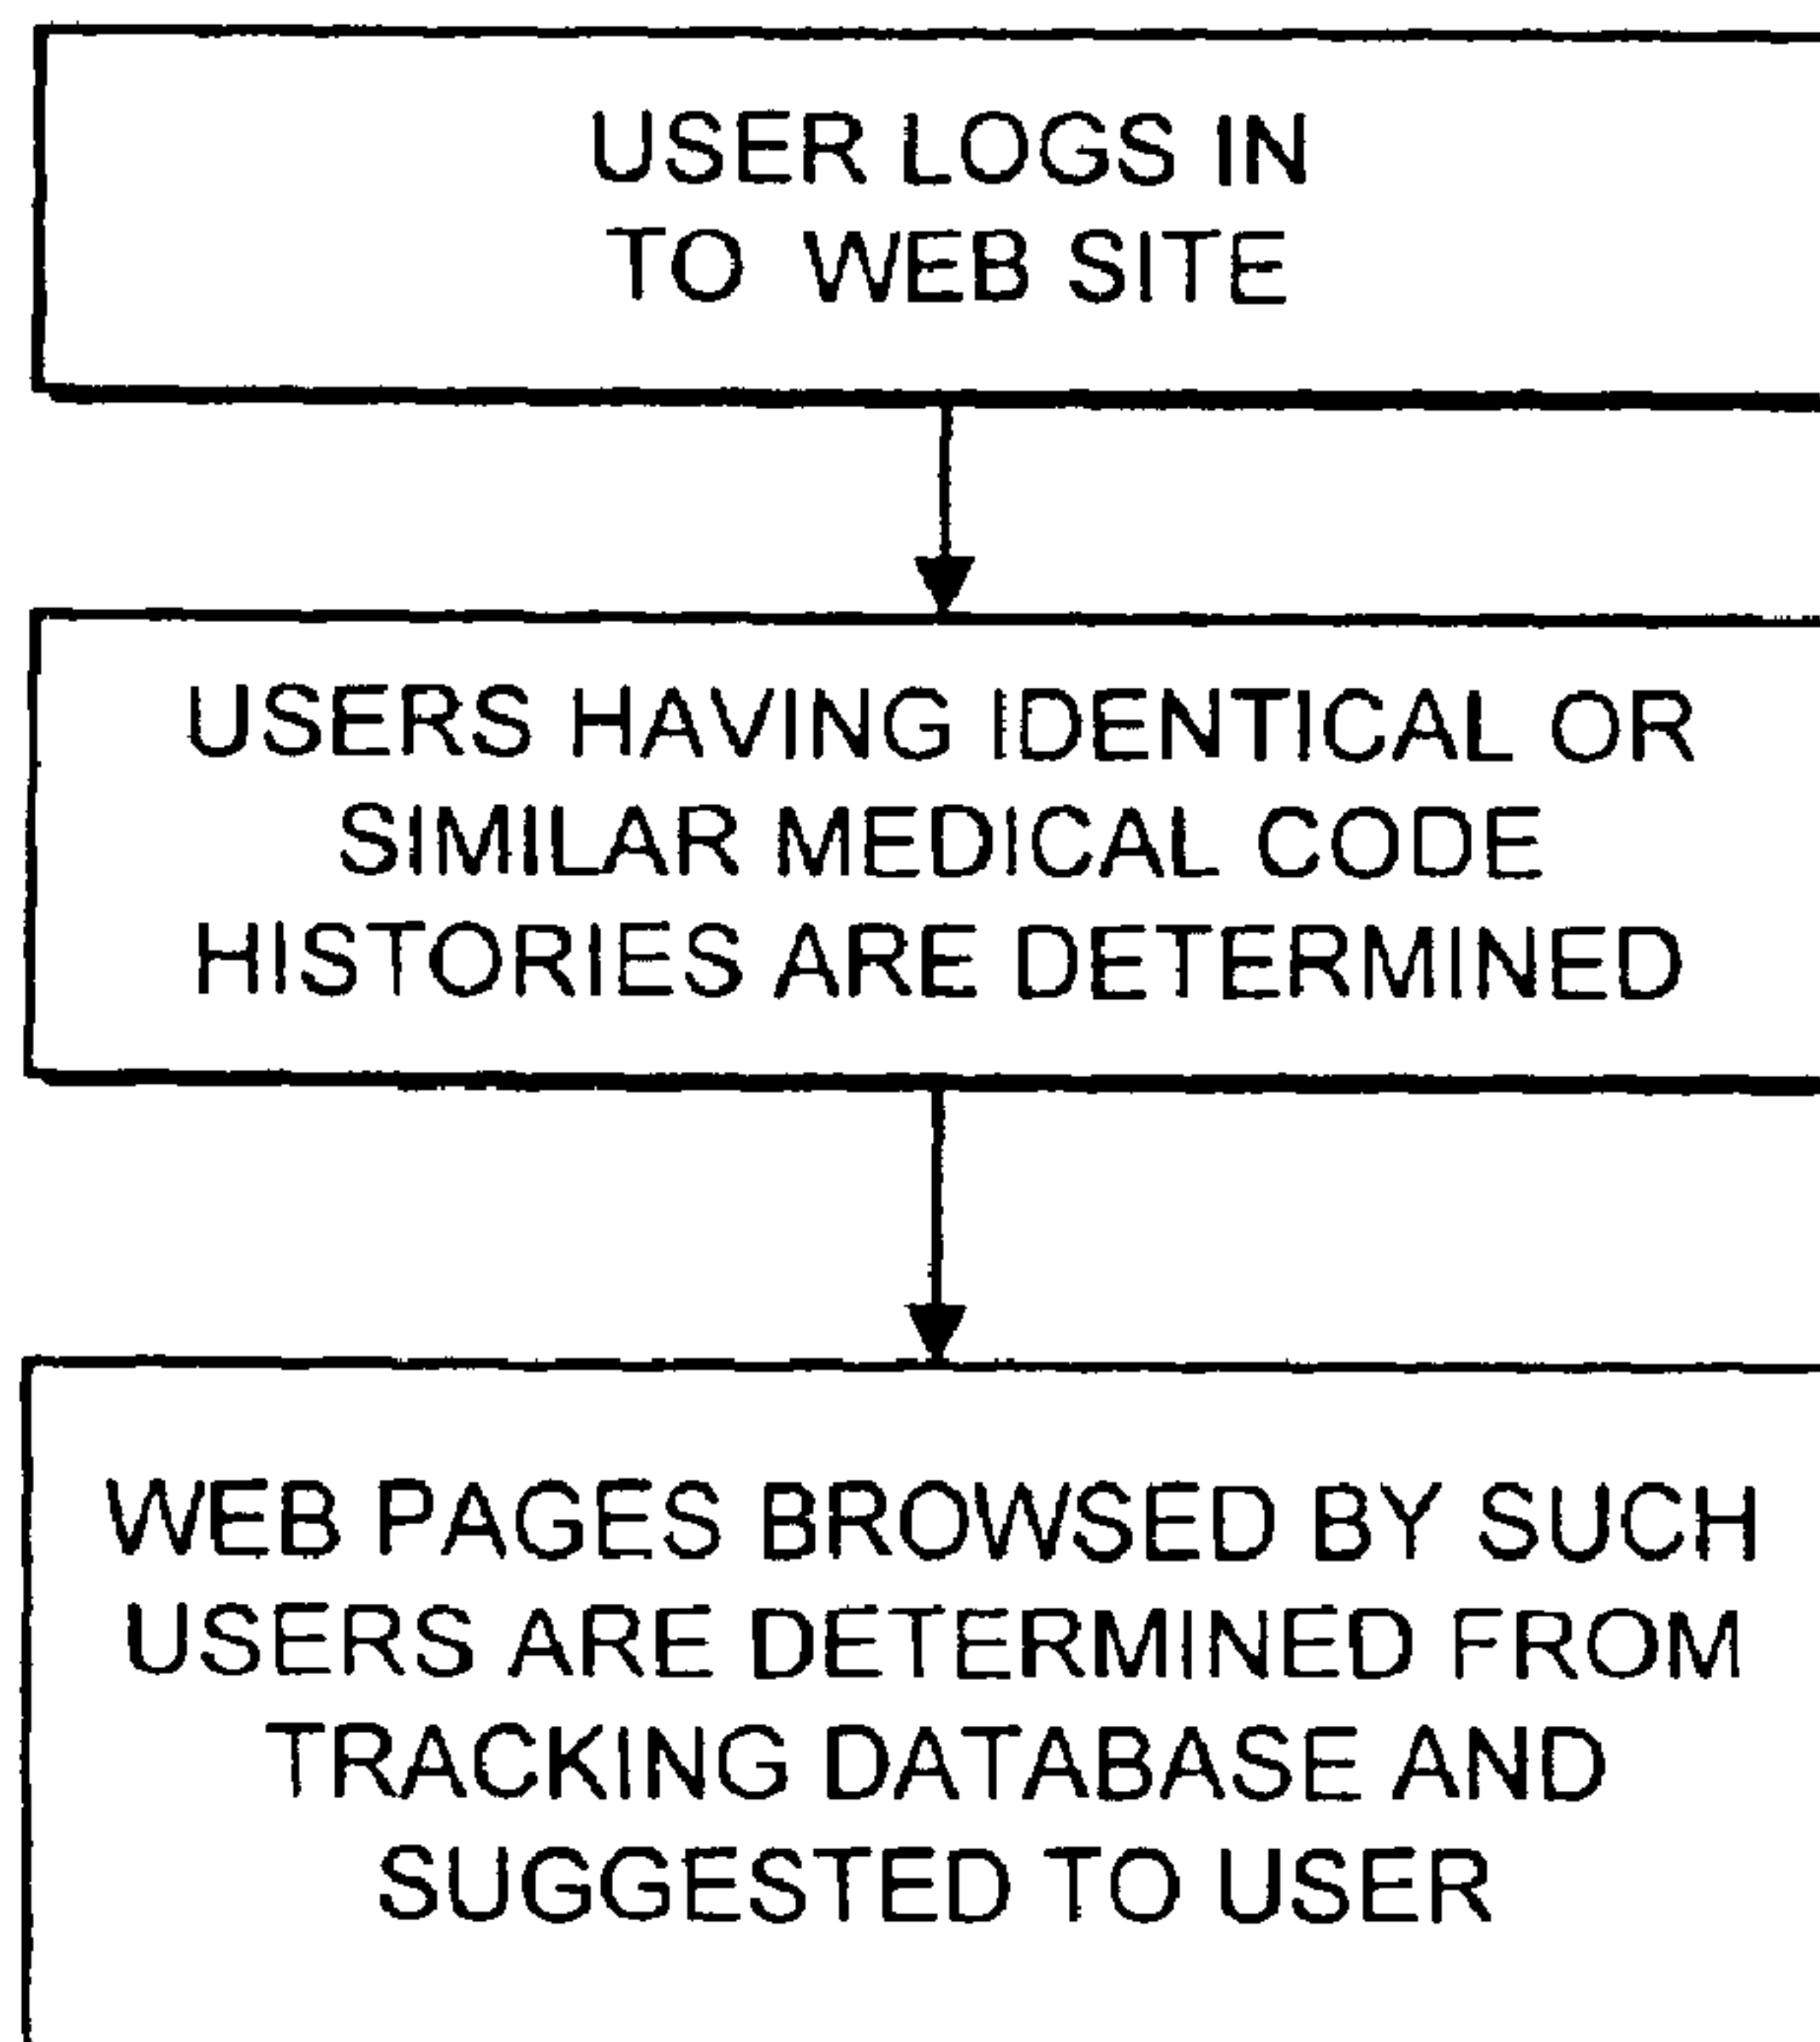 USER LOGS IN
TO WEB SITE
USERS HAVING IDENTICAL OR
SIMILAR MEDICAL CODE
HISTORIES ARE DETERMINED
WEB PAGES BROWSED BY SUCH
USERS ARE DETERMINED FROM
TRACKING DATABASE AND
SUGGESTED TO USER